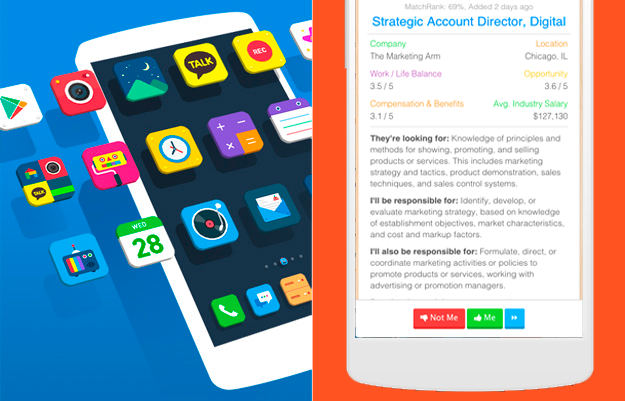 TALK
REC
TALK
WED
28
MatchRank: 69%, Added 2 days ago
Strategic Account Director, Digital
Company Location
The Marketing Arm Chicago, IL
Work / Life Balance Opportunity
3.5 / 5 3.6 / 5
Compensation & Benefits Avg. Industry Salary
3.1 / 5 $127,130
They're looking for: Knowledge of principles and
methods for showing, promoting, and selling
products or services. This includes marketing
strategy and tactics, product demonstration, sales
techniques, and sales control systems.
I'll be responsible for: Identify, develop, or
evaluate marketing strategy, based on knowledge
of establishment objectives, market characteristics,
and cost and markup factors.
I'll also be responsible for: Formulate, direct, or
coordinate marketing activities or policies to
promote products or services, working with
advertising or promotion managers.
Not Me Me